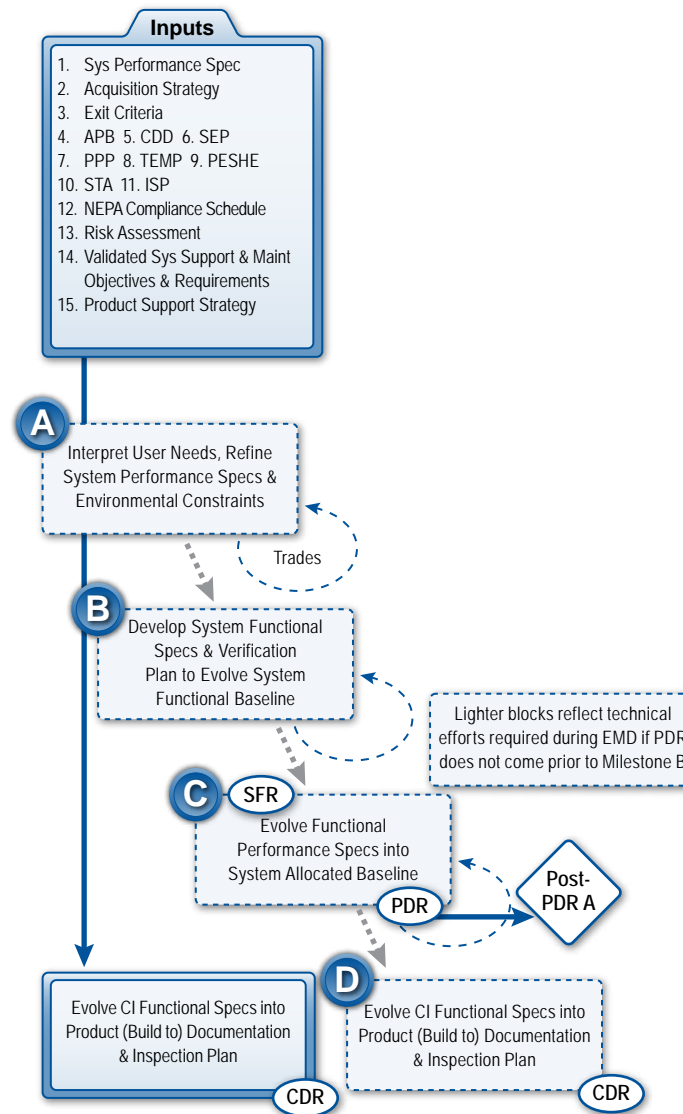 Inputs
1. Sys Performance Spec
2. Acquisition Strategy
3. Exit Criteria
4. APB 5. CDD 6. SEP
7. PPP 8. TEMP 9. PESHE
10. STA 11. ISP
12. NEPA Compliance Schedule
13. Risk Assessment
14. Validated Sys Support & Maint
Objectives & Requirements
15. Product Support Strategy
A
Interpret User Needs, Refine
System Performance Specs &
Environmental Constraints
Trades
B
Develop System Functional
Specs & Verification
Plan to Evolve System
Functional Baseline
Lighter blocks reflect technical
efforts required during EMD if PDR
does not come prior to Milestone B
C
SFR
Evolve Functional
Performance Specs into
System Allocated Baseline
PDR
Post-
PDR A
Evolve CI Functional Specs into
Product (Build to) Documentation
& Inspection Plan
CDR
D
Evolve CI Functional Specs into
Product (Build to) Documentation
& Inspection Plan
CDR